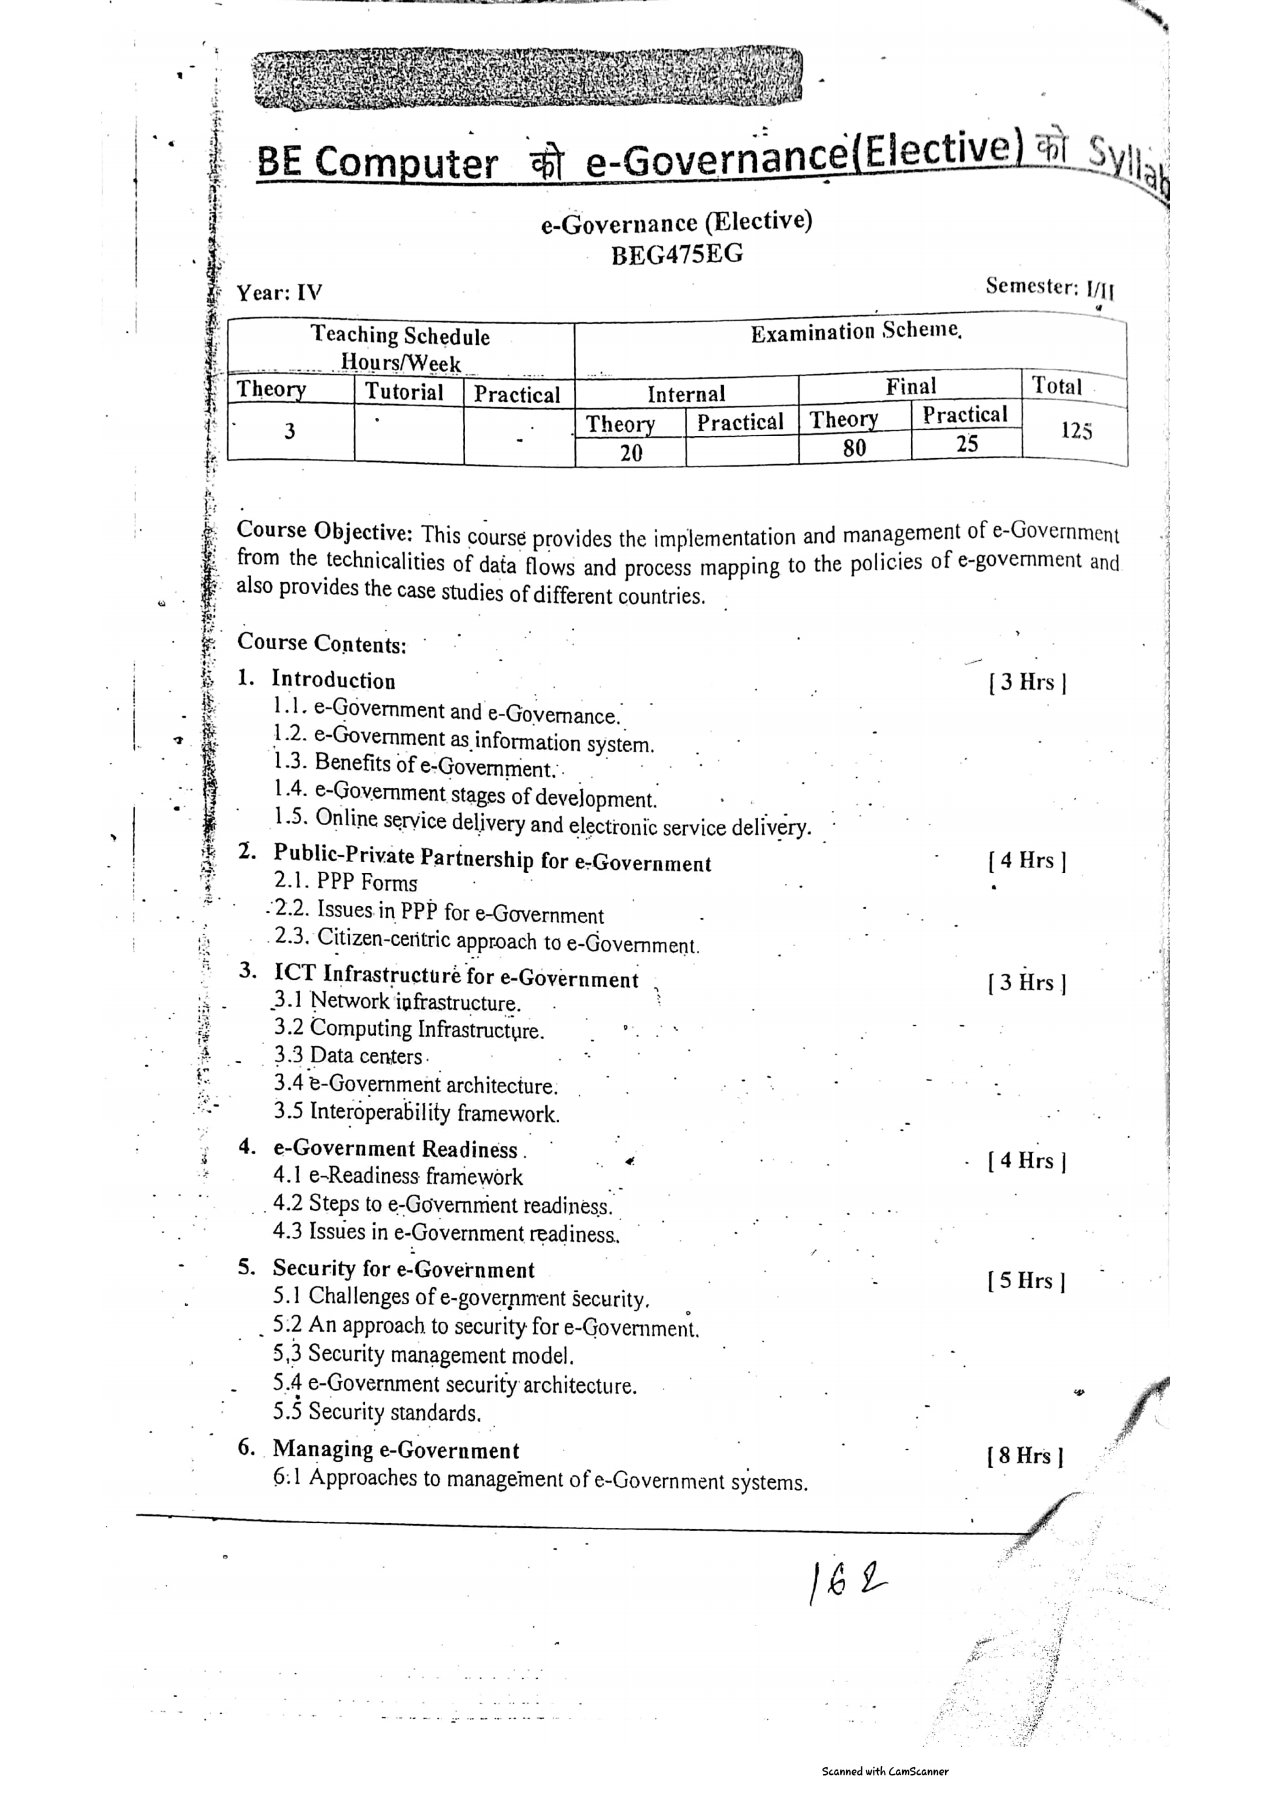 BE Computer को e-Governance(Elective) को Syllab
e-Governance (Elective)
BEG475EG
Year: IV Semester: I/II
Teaching Schedule Examination Scheme.
Hours/Week
Theory Tutorial Practical Internal Final Total
3 - Theory Practical Theory Practical 125
20 80 25
Course Objective: This course provides the implementation and management of e-Government
from the technicalities of data flows and process mapping to the policies of e-government and
also provides the case studies of different countries.
Course Contents:
1. Introduction [ 3 Hrs ]
1.1. e-Government and e-Governance.
1.2. e-Government as information system.
1.3. Benefits of e-Government.
1.4. e-Government stages of development.
1.5. Online service delivery and electronic service delivery.
2. Public-Private Partnership for e-Government [ 4 Hrs ]
2.1. PPP Forms
2.2. Issues in PPP for e-Government
2.3. Citizen-centric approach to e-Government.
3. ICT Infrastructure for e-Government [ 3 Hrs ]
3.1 Network infrastructure.
3.2 Computing Infrastructure.
3.3 Data centers
3.4 e-Government architecture.
3.5 Interoperability framework.
4. e-Government Readiness [ 4 Hrs ]
4.1 e-Readiness framework
4.2 Steps to e-Government readiness.
4.3 Issues in e-Government readiness.
5. Security for e-Government [ 5 Hrs ]
5.1 Challenges of e-government security.
5.2 An approach to security for e-Government.
5.3 Security management model.
5.4 e-Government security architecture.
5.5 Security standards.
6. Managing e-Government [ 8 Hrs ]
6.1 Approaches to management of e-Government systems.
162
Scanned with CamScanner